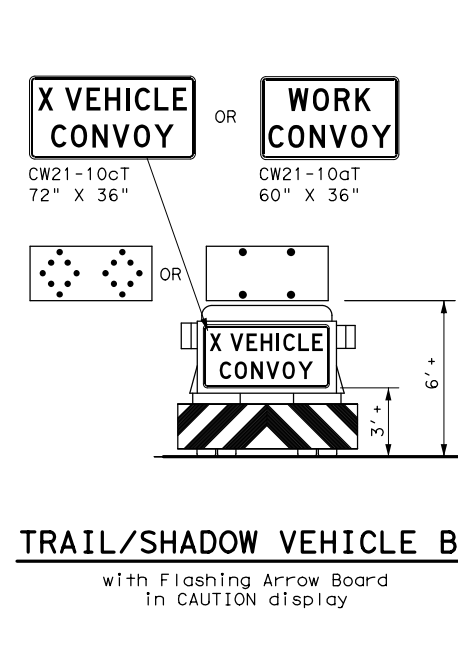 X VEHICLE
CONVOY
OR
WORK
CONVOY
CW21-10cT
72" X 36"
CW21-10aT
60" X 36"
OR
X VEHICLE
CONVOY
6'+
3'+
TRAIL/SHADOW VEHICLE B
with Flashing Arrow Board
in CAUTION display